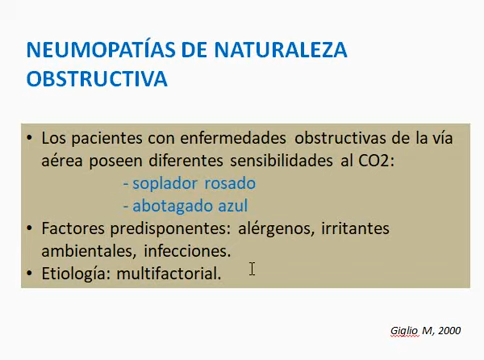 NEUMOPATÍAS DE NATURALEZA
OBSTRUCTIVA
• Los pacientes con enfermedades obstructivas de la vía
aérea poseen diferentes sensibilidades al CO2:
- soplador rosado
- abotagado azul
• Factores predisponentes: alérgenos, irritantes
ambientales, infecciones.
• Etiología: multifactorial.
Giglio M, 2000